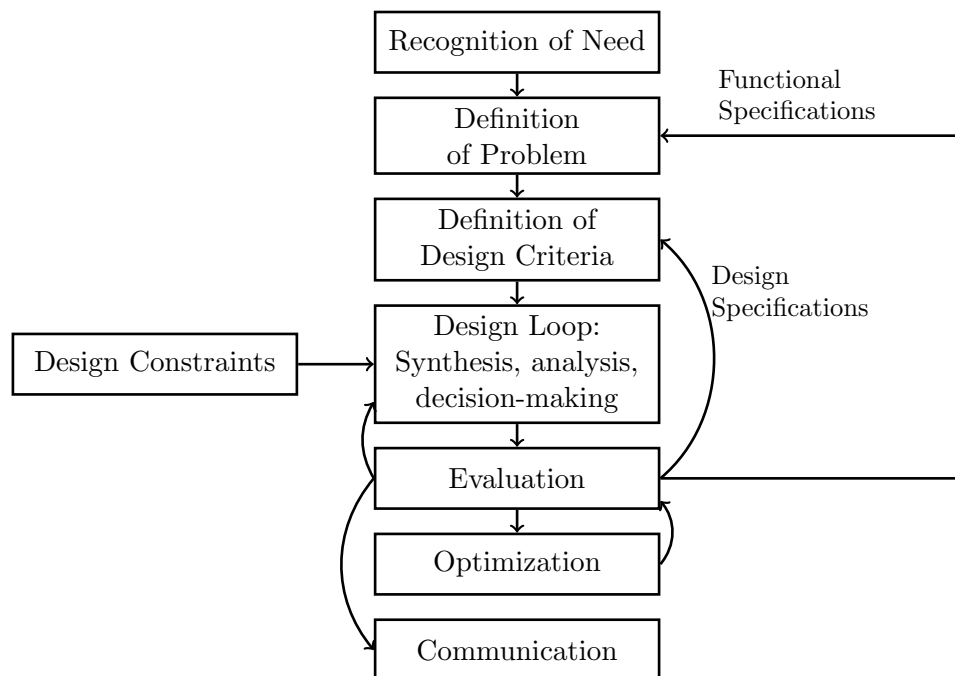 Recognition of Need
Functional
Specifications
Definition
of Problem
Definition of
Design Criteria
Design
Specifications
Design Loop:
Synthesis, analysis,
decision-making
Design Constraints
Evaluation
Optimization
Communication